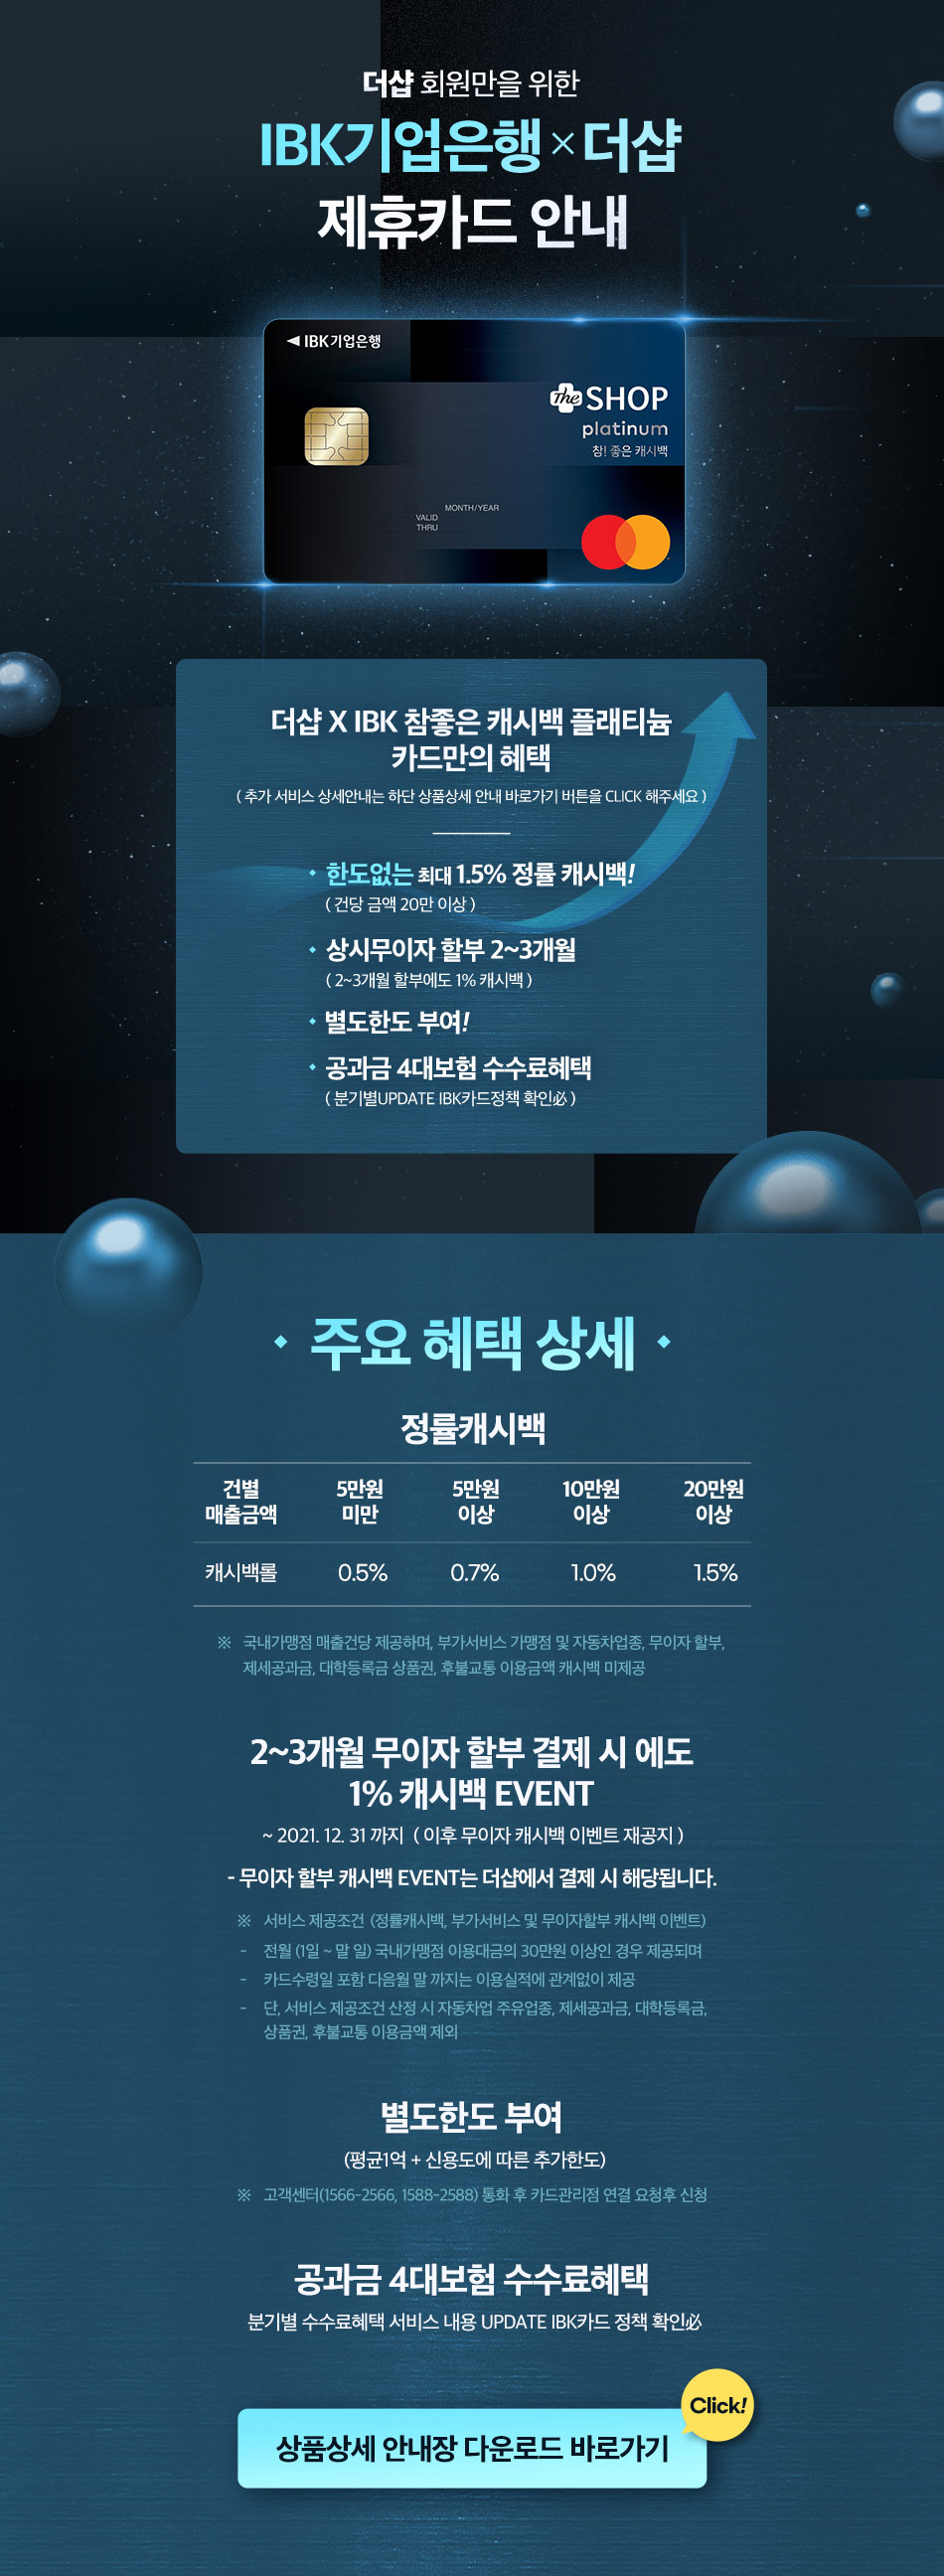 더샵 회원만을 위한
IBK기업은행×더샵
제휴카드 안내
IBK기업은행
The SHOP
platinum
참! 좋은 캐시백
MONTH/YEAR
VALID
THRU
더샵 X IBK 참좋은 캐시백 플래티늄
카드만의 혜택
( 추가 서비스 상세안내는 하단 상품상세 안내 바로가기 버튼을 CLICK 해주세요 )
한도없는 최대 1.5% 정률 캐시백!
( 건당 금액 20만 이상 )
상시무이자 할부 2~3개월
( 2~3개월 할부에도 1% 캐시백 )
별도한도 부여!
공과금 4대보험 수수료혜택
( 분기별UPDATE IBK카드정책 확인必 )
주요 혜택 상세
정률캐시백
건별 매출금액 5만원 미만 5만원 이상 10만원 이상 20만원 이상
캐시백롤 0.5% 0.7% 1.0% 1.5%
※ 국내가맹점 매출건당 제공하며, 부가서비스 가맹점 및 자동차업종, 무이자 할부,
제세공과금, 대학등록금 상품권, 후불교통 이용금액 캐시백 미제공
2~3개월 무이자 할부 결제 시 에도
1% 캐시백 EVENT
~ 2021. 12. 31 까지 ( 이후 무이자 캐시백 이벤트 재공지 )
- 무이자 할부 캐시백 EVENT는 더샵에서 결제 시 해당됩니다.
※ 서비스 제공조건 (정률캐시백, 부가서비스 및 무이자할부 캐시백 이벤트)
- 전월 (1일 ~ 말 일) 국내가맹점 이용대금의 30만원 이상인 경우 제공되며
- 카드수령일 포함 다음월 말 까지는 이용실적에 관계없이 제공
- 단, 서비스 제공조건 산정 시 자동차업 주유업종, 제세공과금, 대학등록금,
상품권, 후불교통 이용금액 제외
별도한도 부여
(평균1억 + 신용도에 따른 추가한도)
※ 고객센터(1566-2566, 1588-2588) 통화 후 카드관리점 연결 요청후 신청
공과금 4대보험 수수료혜택
분기별 수수료혜택 서비스 내용 UPDATE IBK카드 정책 확인必
Click!
상품상세 안내장 다운로드 바로가기